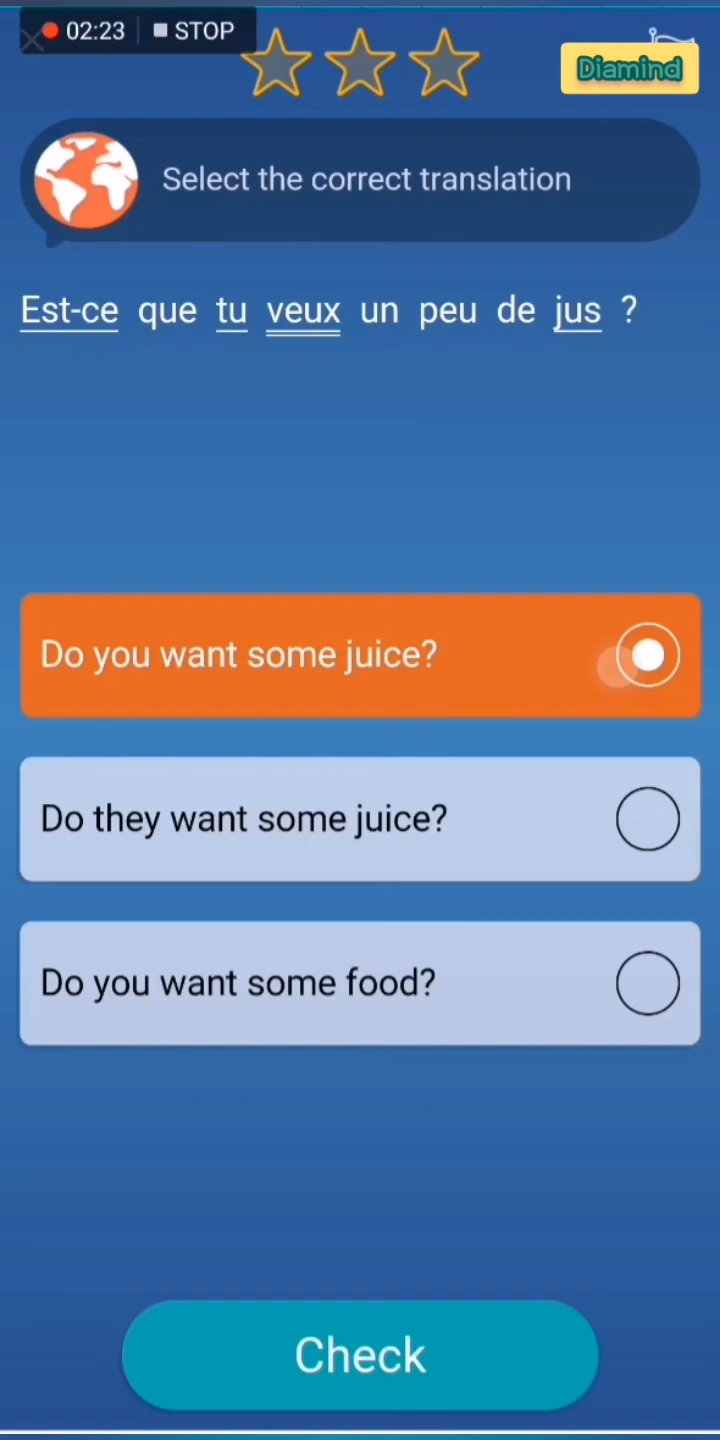 02:23 STOP
Diamind
Select the correct translation
Est-ce que tu veux un peu de jus ?
Do you want some juice?
Do they want some juice?
Do you want some food?
Check